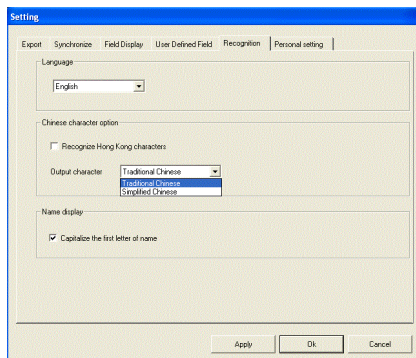 Setting
Export Synchronize Field Display User Defined Field Recognition Personal setting
Language
English
Chinese character option
Recognize Hong Kong characters
Output character Traditional Chinese
Traditional Chinese
Simplified Chinese
Name display
Capitalize the first letter of name
Apply Ok Cancel